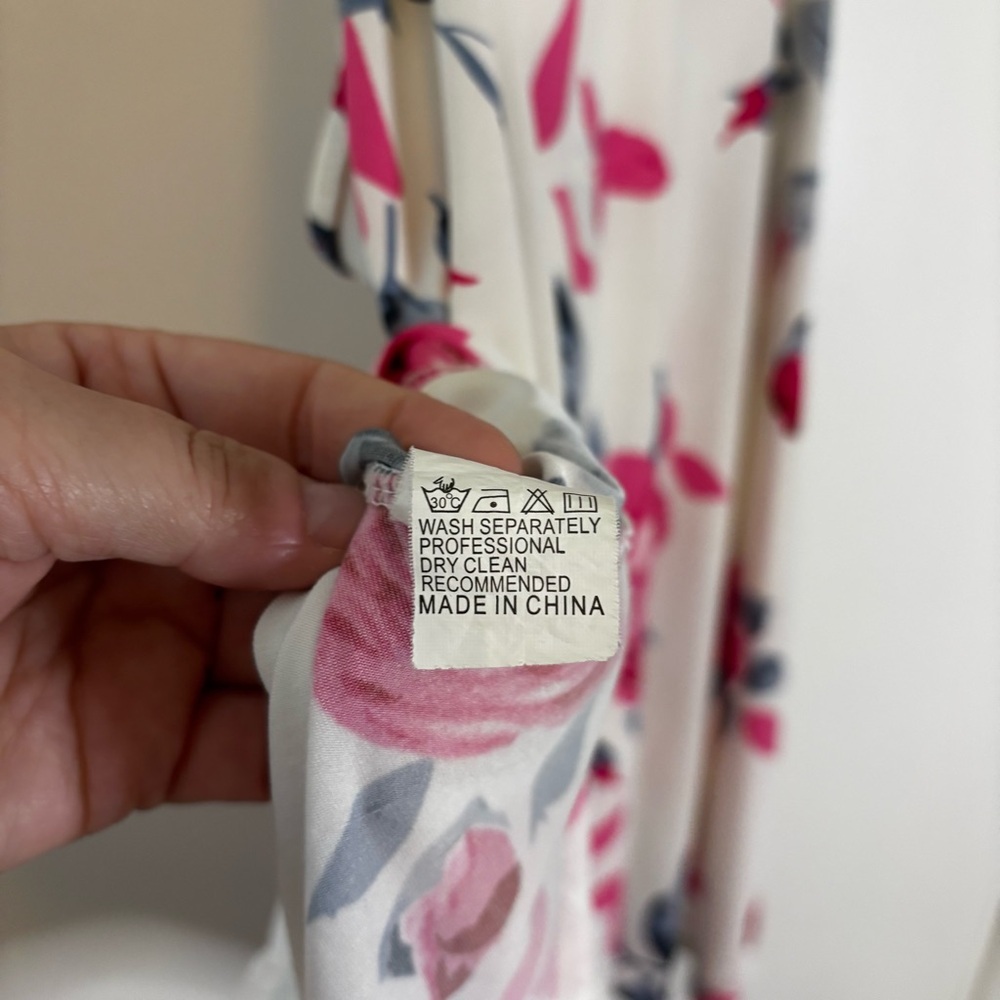 30°C
WASH SEPARATELY
PROFESSIONAL
DRY CLEAN
RECOMMENDED
MADE IN CHINA